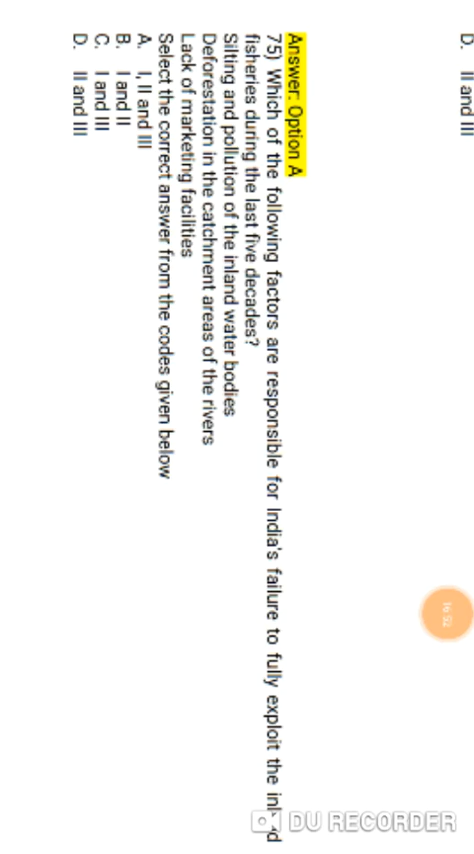 D. II and III
Answer: Option A
75) Which of the following factors are responsible for India's failure to fully exploit the
fisheries during the last five decades?
Silting and pollution of the inland water bodies
Deforestation in the catchment areas of the rivers
Lack of marketing facilities
Select the correct answer from the codes given below
A. I, II and III
B. I and II
C. I and III
D. II and III
16:52
DU RECORDER